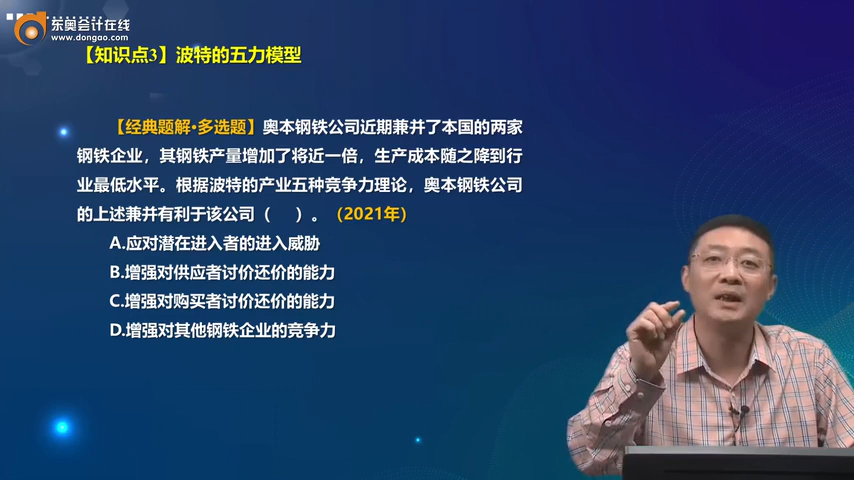 东奥会计在线
www.dongao.com
【知识点3】波特的五力模型
【经典题解·多选题】奥本钢铁公司近期兼并了本国的两家
钢铁企业，其钢铁产量增加了将近一倍，生产成本随之降到行
业最低水平。根据波特的产业五种竞争力理论，奥本钢铁公司
的上述兼并有利于该公司（ ）。（2021年）
A.应对潜在进入者的进入威胁
B.增强对供应者讨价还价的能力
C.增强对购买者讨价还价的能力
D.增强对其他钢铁企业的竞争力